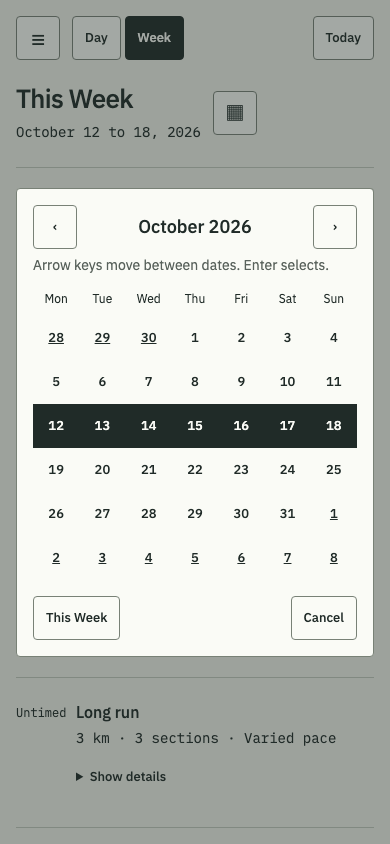 Day Week Today
This Week
October 12 to 18, 2026
‹ October 2026 ›
Arrow keys move between dates. Enter selects.
Mon Tue Wed Thu Fri Sat Sun
28 29 30 1 2 3 4
5 6 7 8 9 10 11
12 13 14 15 16 17 18
19 20 21 22 23 24 25
26 27 28 29 30 31 1
2 3 4 5 6 7 8
This Week Cancel
Untimed Long run
3 km · 3 sections · Varied pace
▶ Show details